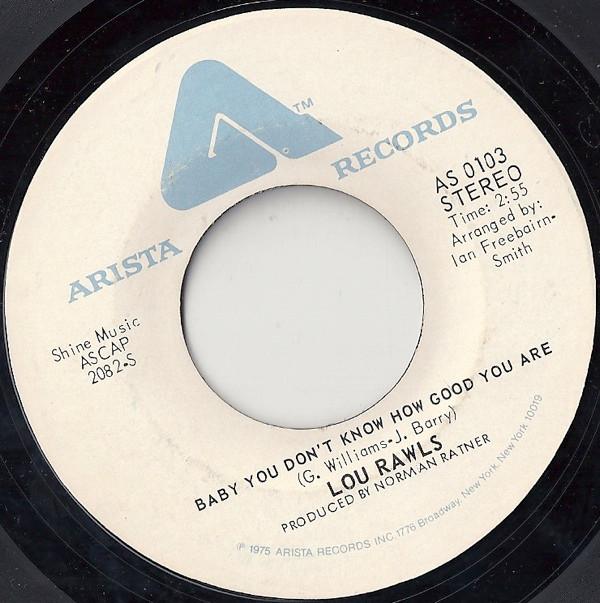 TM
ARISTA RECORDS
AS 0103
STEREO
Time: 2:55
Arranged by:
Ian Freebairn-
Smith
Shine Music
ASCAP
2082-S
BABY YOU DON'T KNOW HOW GOOD YOU ARE
(G. Williams-J. Barry)
LOU RAWLS
PRODUCED BY NORMAN RATNER
℗ 1975 ARISTA RECORDS INC. 1776 Broadway, New York, New York 10019